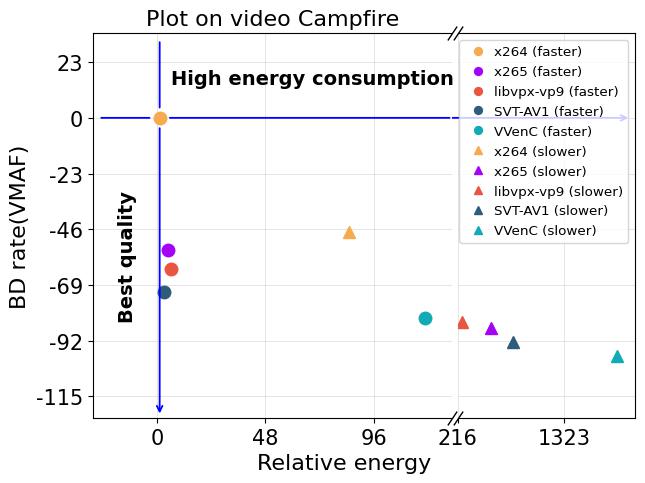 Plot on video Campfire
23
0
-23
-46
-69
-92
-115
BD rate(VMAF)
High energy consumption
Best quality
x264 (faster)
x265 (faster)
libvpx-vp9 (faster)
SVT-AV1 (faster)
VVenC (faster)
x264 (slower)
x265 (slower)
libvpx-vp9 (slower)
SVT-AV1 (slower)
VVenC (slower)
0 48 96 216 1323
Relative energy